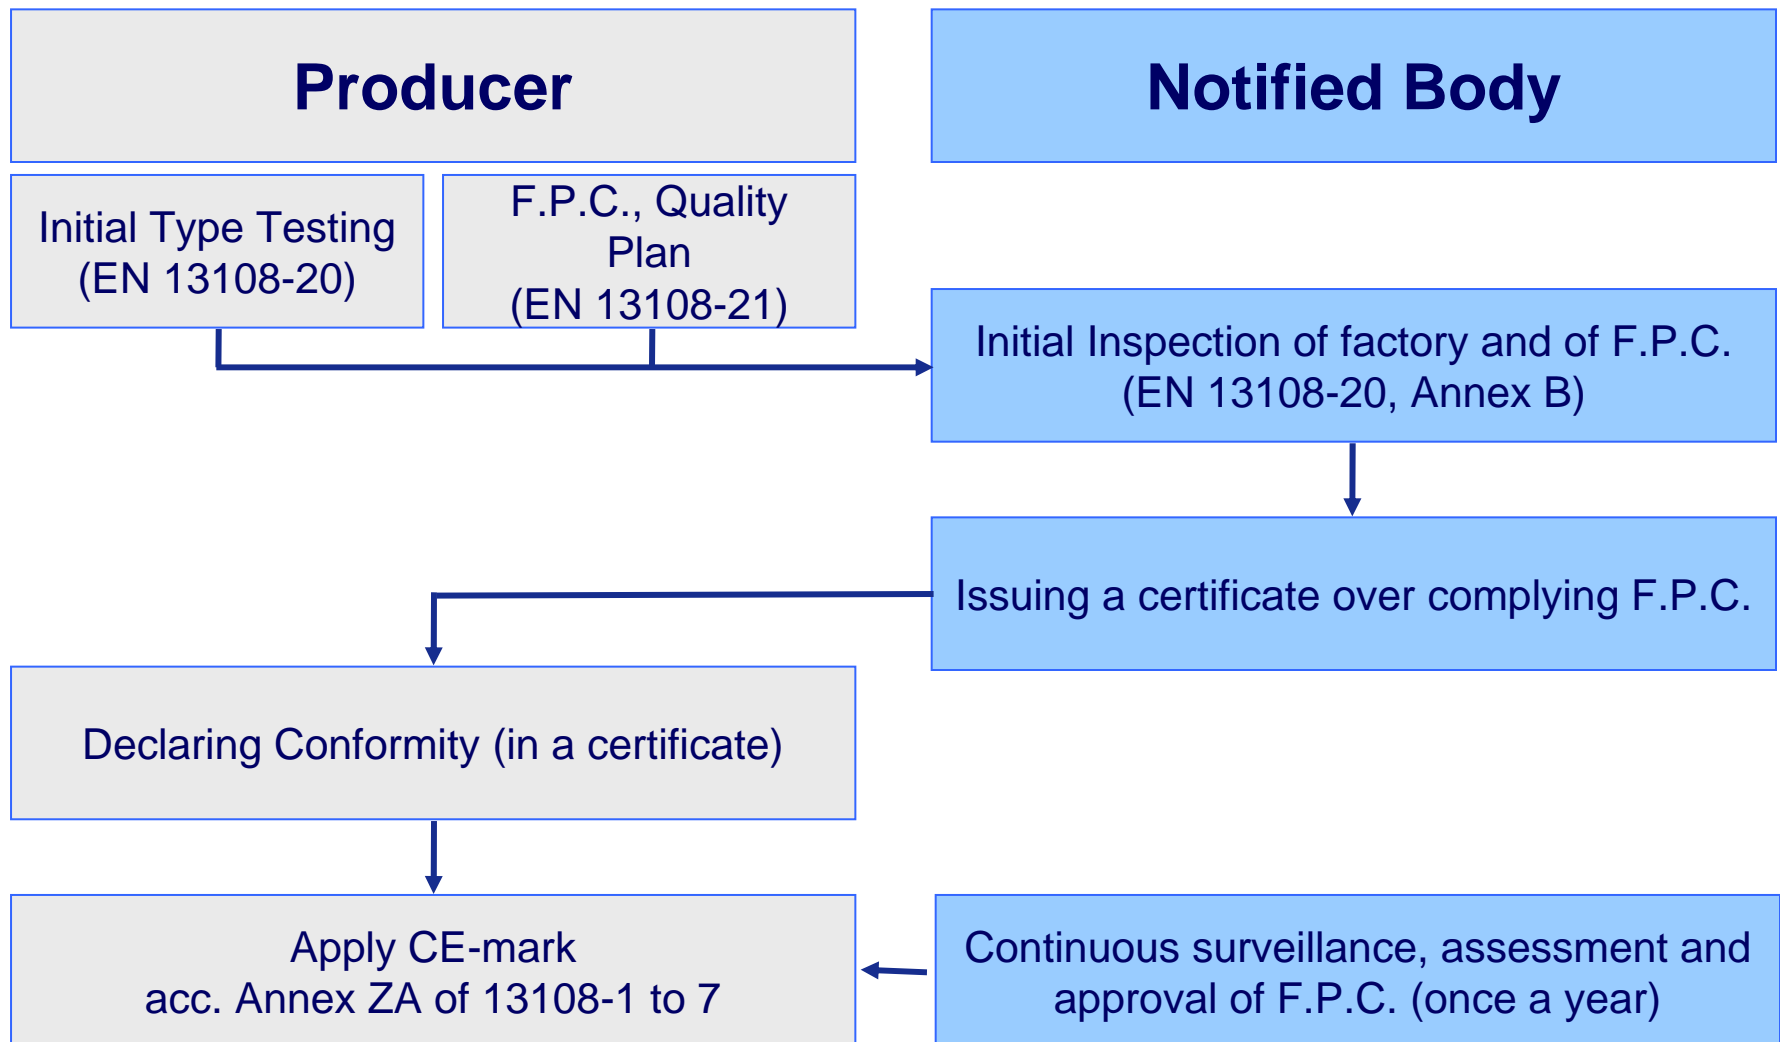 Producer
Notified Body
Initial Type Testing
(EN 13108-20)
F.P.C., Quality
Plan
(EN 13108-21)
Initial Inspection of factory and of F.P.C.
(EN 13108-20, Annex B)
Issuing a certificate over complying F.P.C.
Declaring Conformity (in a certificate)
Apply CE-mark
acc. Annex ZA of 13108-1 to 7
Continuous surveillance, assessment and
approval of F.P.C. (once a year)